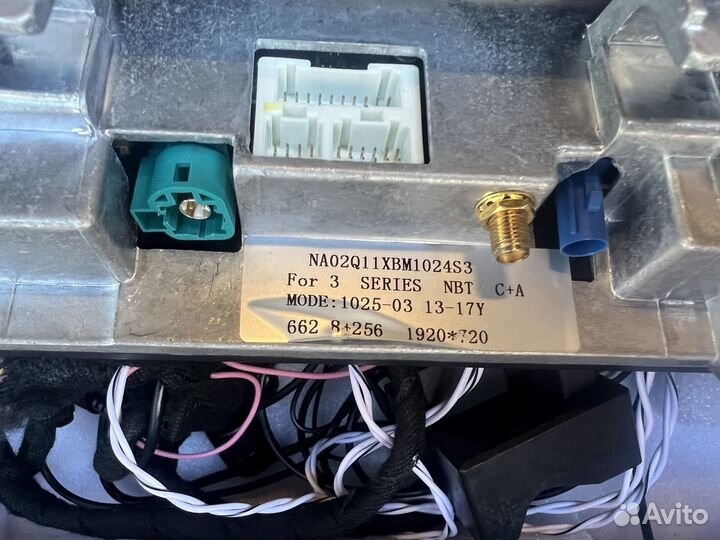 NA02Q11XBM1024S3
For 3 SERIES NBT C+A
MODE:1025-03 13-17Y
662 8+256 1920*720
Avito